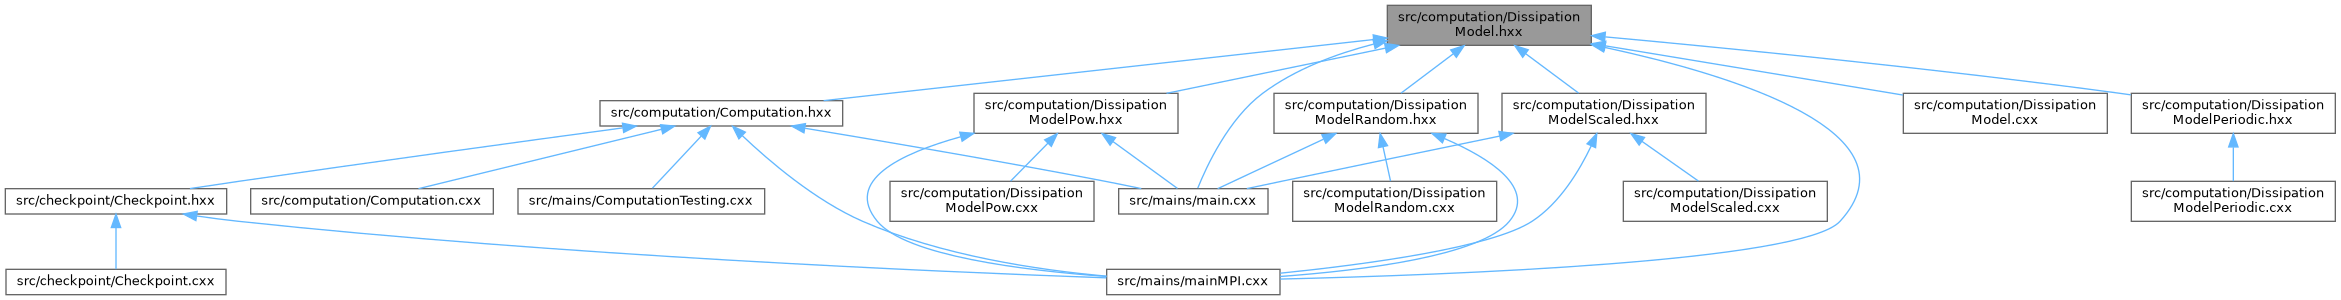 src/computation/Dissipation
Model.hxx
src/computation/Computation.hxx
src/computation/Dissipation
ModelPow.hxx
src/computation/Dissipation
ModelRandom.hxx
src/computation/Dissipation
ModelScaled.hxx
src/computation/Dissipation
Model.cxx
src/computation/Dissipation
ModelPeriodic.hxx
src/checkpoint/Checkpoint.hxx
src/computation/Computation.cxx
src/mains/ComputationTesting.cxx
src/computation/Dissipation
ModelPow.cxx
src/mains/main.cxx
src/computation/Dissipation
ModelRandom.cxx
src/computation/Dissipation
ModelScaled.cxx
src/computation/Dissipation
ModelPeriodic.cxx
src/checkpoint/Checkpoint.cxx
src/mains/mainMPI.cxx